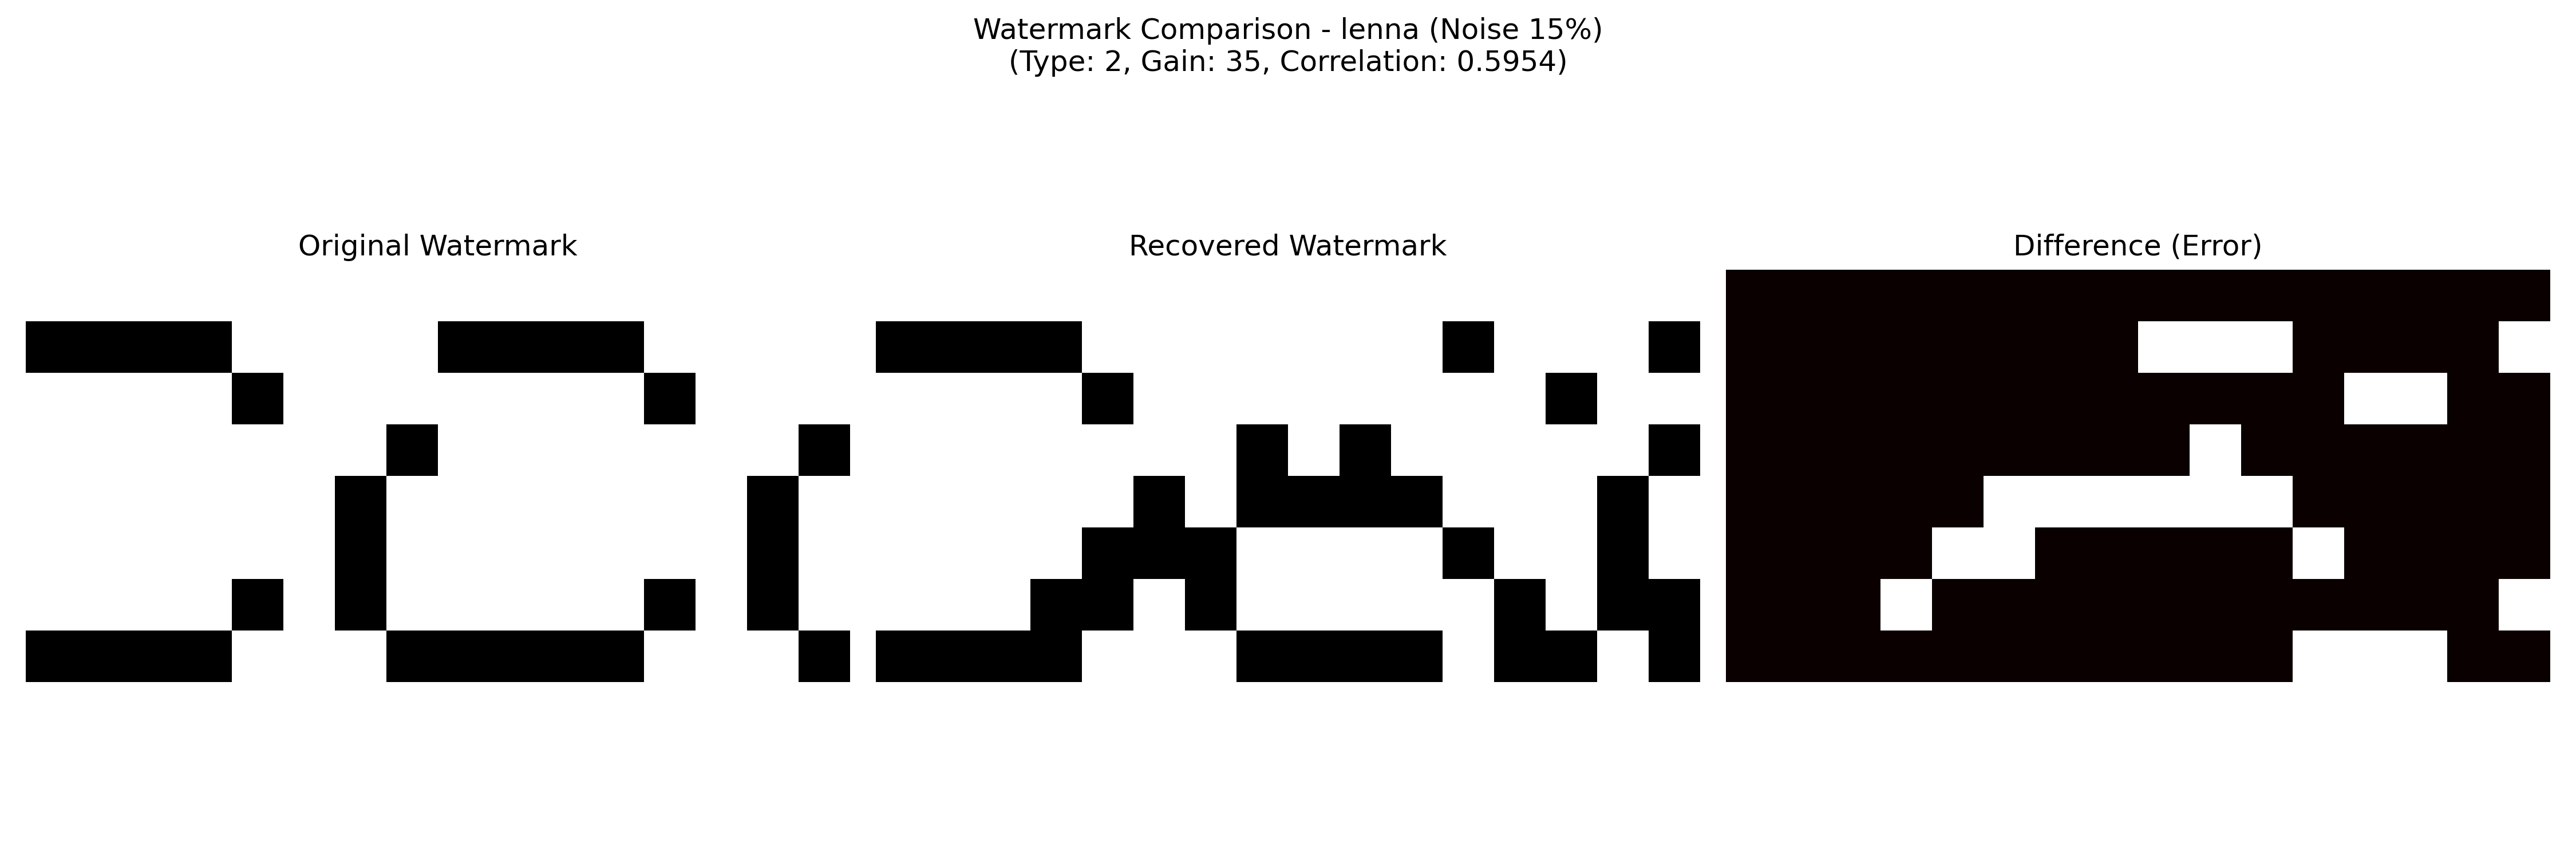 Watermark Comparison - lenna (Noise 15%)
(Type: 2, Gain: 35, Correlation: 0.5954)
Original Watermark
Recovered Watermark
Difference (Error)